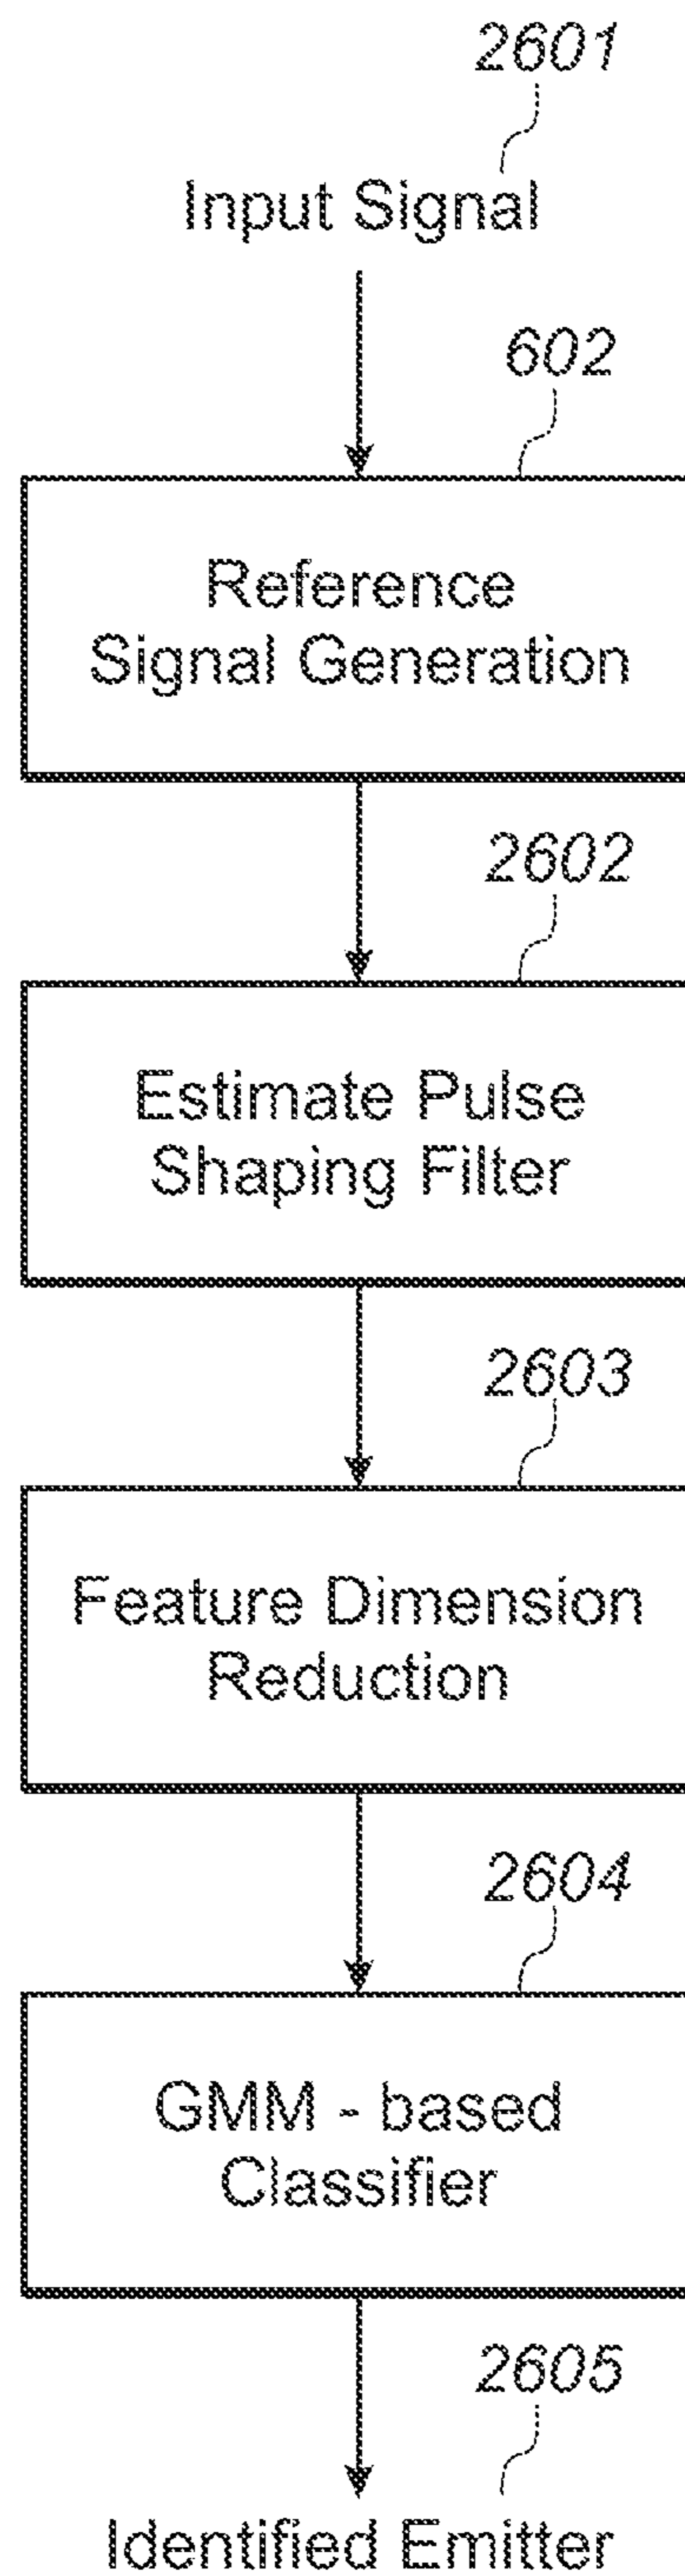 2601
Input Signal
602
Reference
Signal Generation
2602
Estimate Pulse
Shaping Filter
2603
Feature Dimension
Reduction
2604
GMM - based
Classifier
2605
Identified Emitter